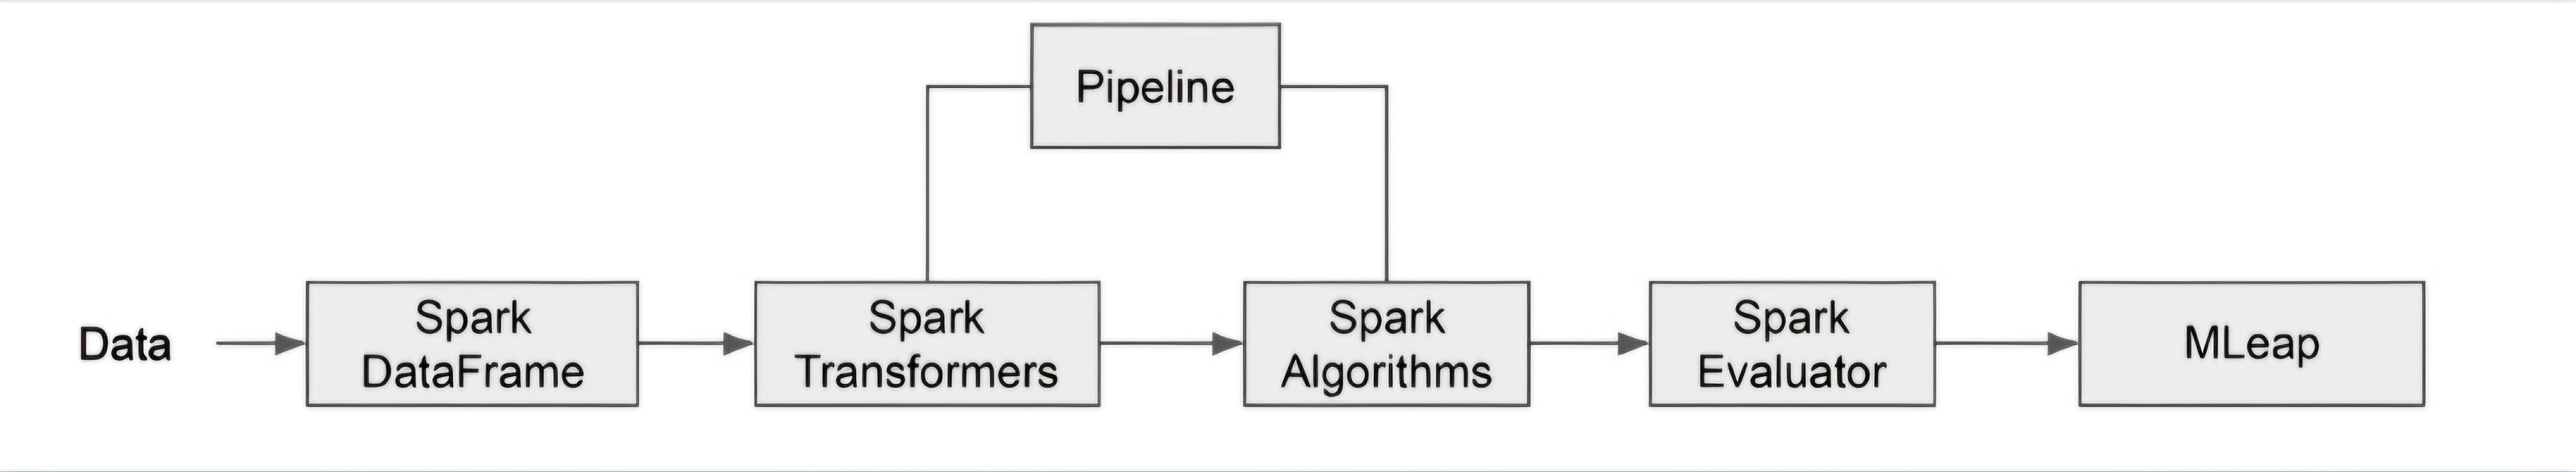 Pipeline
Data
Spark
DataFrame
Spark
Transformers
Spark
Algorithms
Spark
Evaluator
MLeap